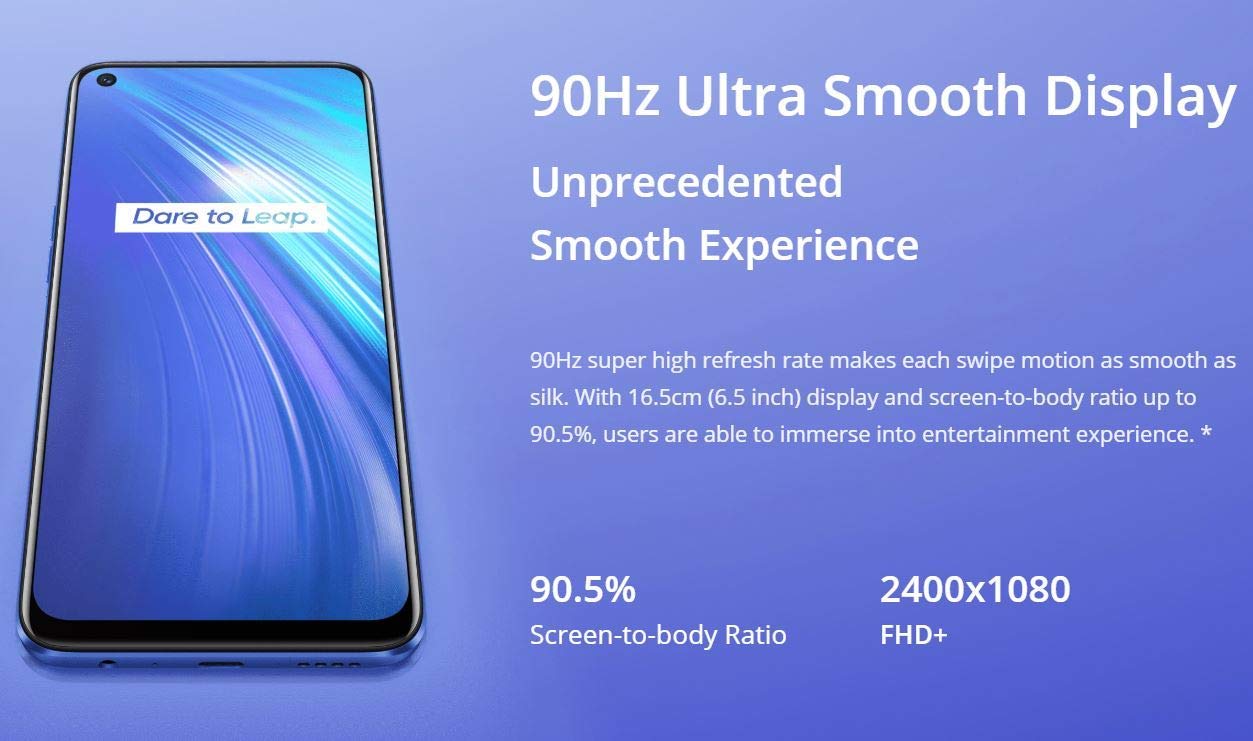 Dare to Leap.
90Hz Ultra Smooth Display
Unprecedented
Smooth Experience
90Hz super high refresh rate makes each swipe motion as smooth as
silk. With 16.5cm (6.5 inch) display and screen-to-body ratio up to
90.5%, users are able to immerse into entertainment experience. *
90.5%
Screen-to-body Ratio
2400x1080
FHD+